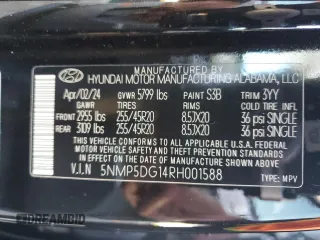 MANUFACTURED BY
HYUNDAI MOTOR MANUFACTURING ALABAMA, LLC
Apr/02/24 GVWR 5799 lbs PAINT S3B TRIM YY
GAWR TIRES RIMS COLD TIRE INFL.
FRONT 2955 lbs 255/45R20 8.5JX20 36 psi SINGLE
REAR 3109 lbs 255/45R20 8.5JX20 36 psi SINGLE
THIS VEHICLE CONFORMS TO ALL APPLICABLE U.S. FEDERAL MOTOR
VEHICLE SAFETY, BUMPER, AND THEFT PREVENTION STANDARDS
IN EFFECT ON THE DATE OF MANUFACTURE SHOWN ABOVE.
V.I.N 5NMP5DG14RH001588
TYPE: MPV
DREAMBID